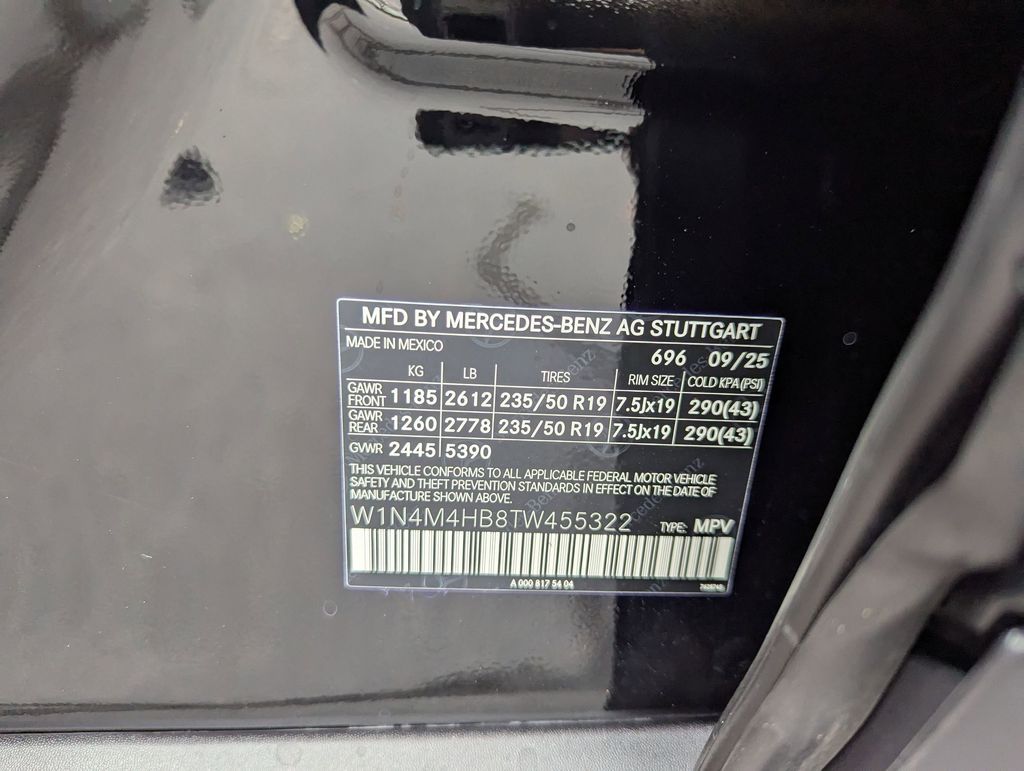 MFD BY MERCEDES-BENZ AG STUTTGART
MADE IN MEXICO 696 09/25
KG LB TIRES RIM SIZE COLD KPA (PSI)
GAWR FRONT 1185 2612 235/50 R19 7.5Jx19 290(43)
GAWR REAR 1260 2778 235/50 R19 7.5Jx19 290(43)
GVWR 2445 5390
THIS VEHICLE CONFORMS TO ALL APPLICABLE FEDERAL MOTOR VEHICLE
SAFETY AND THEFT PREVENTION STANDARDS IN EFFECT ON THE DATE OF
MANUFACTURE SHOWN ABOVE.
W1N4M4HB8TW455322 TYPE: MPV
A 000 817 54 04